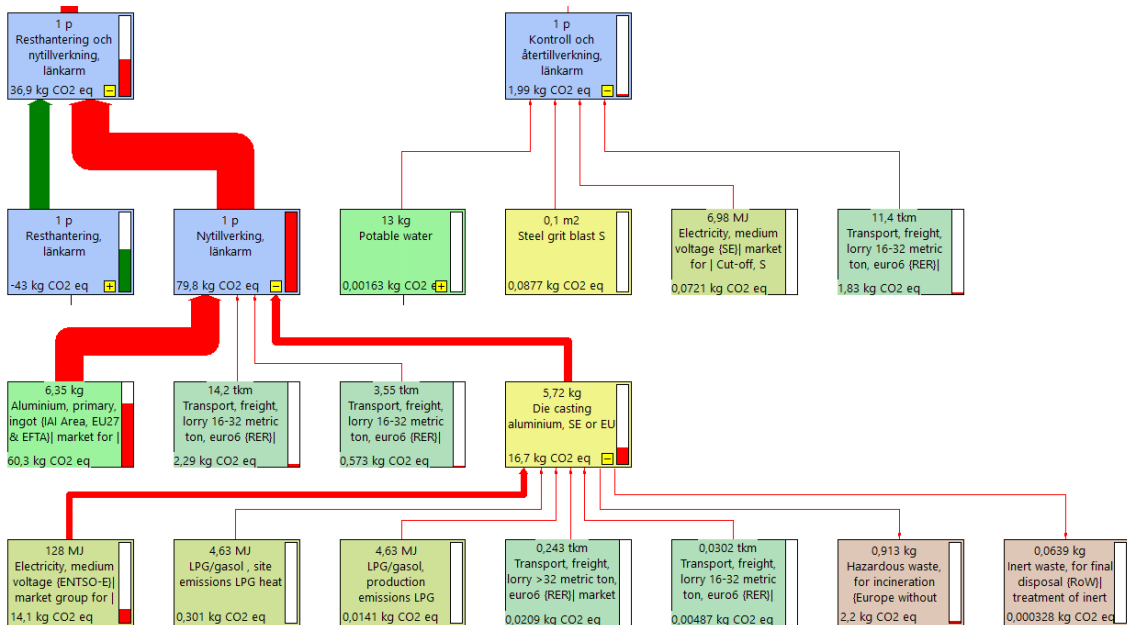 1 p
Resthantering och
nytillverkning,
länkarm
36,9 kg CO2 eq
1 p
Kontroll och
återtillverkning,
länkarm
1,99 kg CO2 eq
1 p
Resthantering,
länkarm
-43 kg CO2 eq
1 p
Nytillverking,
länkarm
79,8 kg CO2 eq
13 kg
Potable water
0,00163 kg CO2 e
0,1 m2
Steel grit blast S
0,0877 kg CO2 eq
6,98 MJ
Electricity, medium
voltage {SE}| market
for | Cut-off, S
0,0721 kg CO2 eq
11,4 tkm
Transport, freight,
lorry 16-32 metric
ton, euro6 {RER}|
1,83 kg CO2 eq
6,35 kg
Aluminium, primary,
ingot {IAI Area, EU27
& EFTA}| market for |
60,3 kg CO2 eq
14,2 tkm
Transport, freight,
lorry 16-32 metric
ton, euro6 {RER}|
2,29 kg CO2 eq
3,55 tkm
Transport, freight,
lorry 16-32 metric
ton, euro6 {RER}|
0,573 kg CO2 eq
5,72 kg
Die casting
aluminium, SE or EU
16,7 kg CO2 eq
128 MJ
Electricity, medium
voltage {ENTSO-E}|
market group for |
14,1 kg CO2 eq
4,63 MJ
LPG/gasol , site
emissions LPG heat
0,301 kg CO2 eq
4,63 MJ
LPG/gasol,
production
emissions LPG
0,0141 kg CO2 eq
0,243 tkm
Transport, freight,
lorry >32 metric ton,
euro6 {RER}| market
0,0209 kg CO2 eq
0,0302 tkm
Transport, freight,
lorry 16-32 metric
ton, euro6 {RER}|
0,00487 kg CO2 eq
0,913 kg
Hazardous waste,
for incineration
{Europe without
2,2 kg CO2 eq
0,0639 kg
Inert waste, for final
disposal {RoW}|
treatment of inert
0,000328 kg CO2 eq